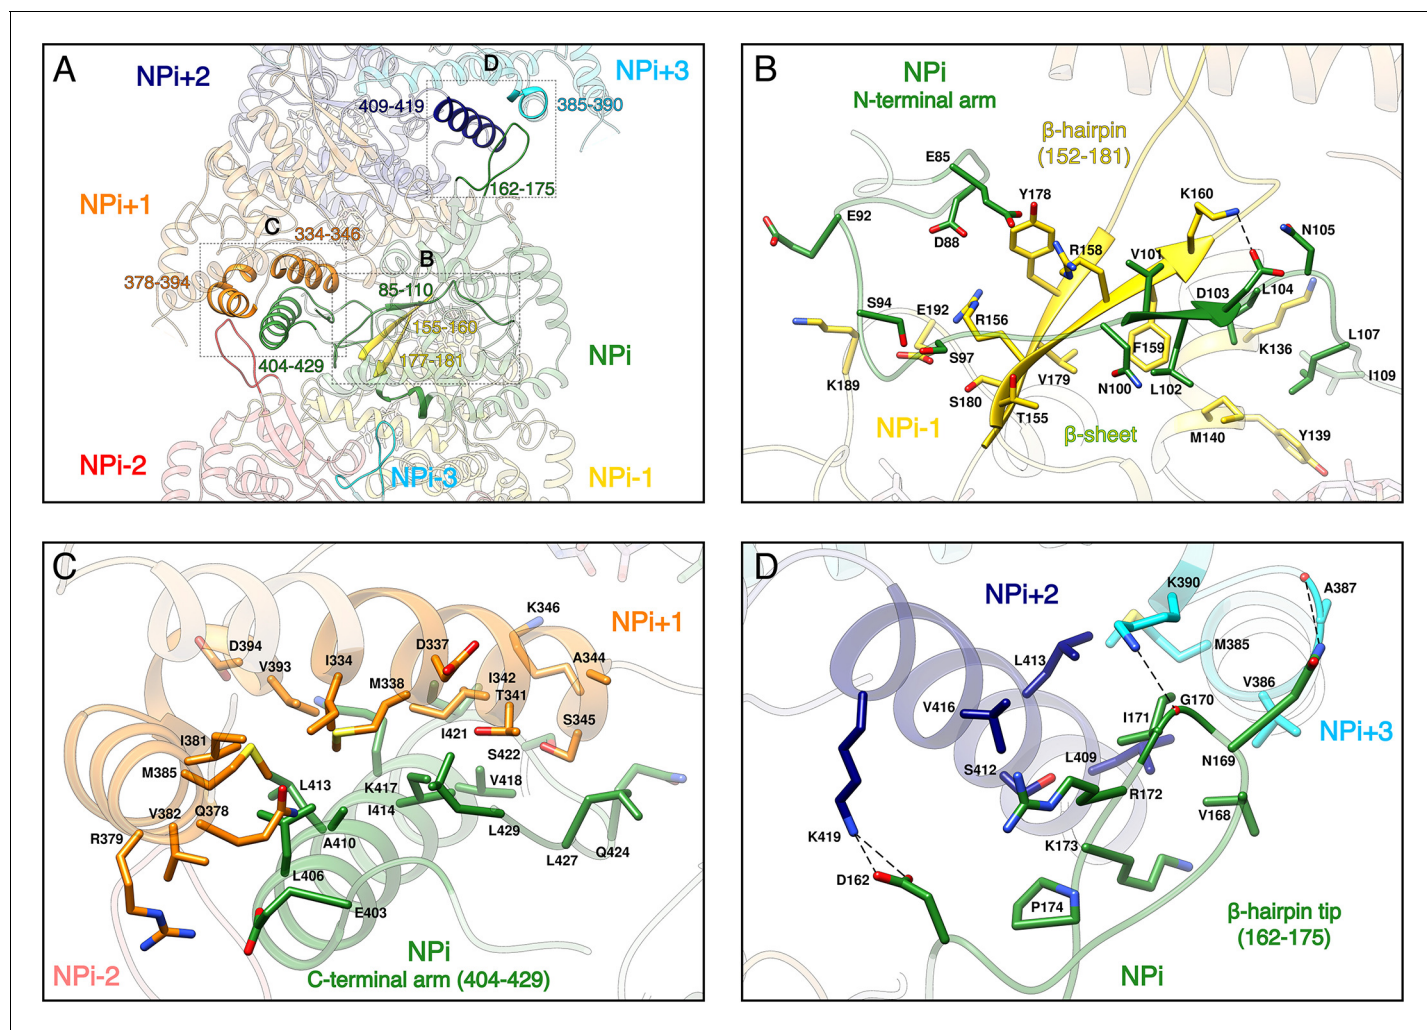 A
NPi+2
D
NPi+3
409-419
385-390
162-175
NPi+1
C
334-346
378-394
B
85-110
155-160
177-181
404-429
NPi
NPi-2
NPi-3
NPi-1
B
NPi
N-terminal arm
β-hairpin
(152-181)
E85
Y178
K160
E92
D88
N105
R158
V101
D103
L104
S94
E192
R156
L107
S97
F159
K136
K189
V179
I109
S180
N100
L102
T155
NPi-1
β-sheet
M140
Y139
C
NPi+1
K346
D394
I334
D337
A344
V393
M338
I342
T341
S345
I381
I421
S422
M385
L413
K417
V418
V382
Q378
I414
L429
R379
A410
L427
Q424
L406
E403
NPi
C-terminal arm (404-429)
NPi-2
D
NPi+2
K390
A387
L413
M385
V416
I171
G170
V386
NPi+3
S412
L409
N169
R172
V168
K419
K173
D162
P174
β-hairpin tip
(162-175)
NPi